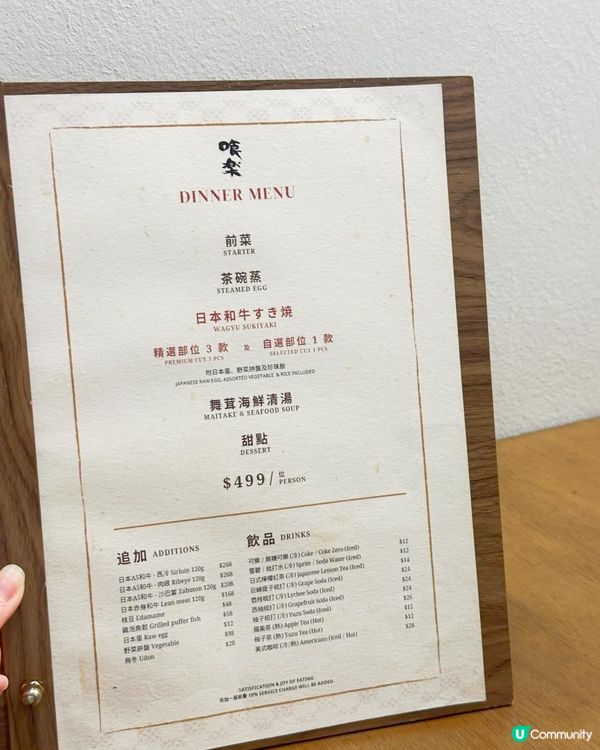 喰楽
DINNER MENU
前菜
STARTER
茶碗蒸
STEAMED EGG
日本和牛すき焼
WAGYU SUKIYAKI
精選部位 3 款 & 自選部位 1 款
PREMIUM CUT 3 PCS SELECTED CUT 1 PCS
附日本蛋、野菜拼盤及珍珠飯
JAPANESE RAW EGG, ASSORTED VEGETABLE & RICE INCLUDED
舞茸海鮮清湯
MAITAKE & SEAFOOD SOUP
甜點
DESSERT
$499/位 PERSON
追加 ADDITIONS
日本A5和牛 - 西冷 Sirloin 120g $268
日本A5和牛 - 肉眼 Ribeye 120g $268
日本A5和牛 - 沙巴當 Zabuton 120g $208
日本赤身和牛 Lean meat 120g $168
枝豆 Edamame $48
雞泡魚乾 Grilled puffer fish $58
日本蛋 Raw egg $12
野菜拼盤 Vegetable $98
烏冬 Udon $20
飲品 DRINKS
可樂 / 無糖可樂 (冷) Coke / Coke Zero (Iced) $12
雪碧 / 梳打水 (冷) Sprite / Soda Water (Iced) $12
日式檸檬紅茶 (冷) Japanese Lemon Tea (Iced) $14
巨峰提子梳打 (冷) Grape Soda (Iced) $24
荔枝梳打 (冷) Lychee Soda (Iced) $24
西柚梳打 (冷) Grapefruit Soda (Iced) $24
柚子梳打 (冷) Yuzu Soda (Iced)
蘋果茶 (熱) Apple Tea (Hot) $12
柚子茶 (熱) Yuzu Tea (Hot) $12
美式咖啡 (冷/熱) Americano (Iced / Hot) $28
SATISFICATION & JOY OF EATING
另加一服務費 10% SERVICE CHARGE WILL BE ADDED.
U Community